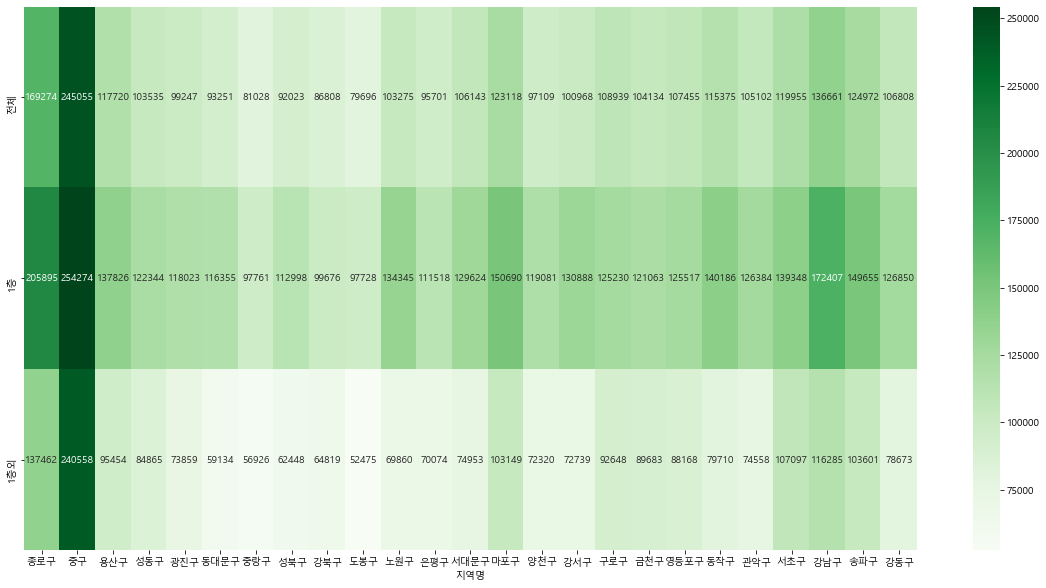 전체 169274 245055 117720 103535 99247 93251 81028 92023 86808 79696 103275 95701 106143 123118 97109 100968 108939 104134 107455 115375 105102 119955 136661 124972 106808
1층 205895 254274 137826 122344 118023 116355 97761 112998 99676 97728 134345 111518 129624 150690 119081 130888 125230 121063 125517 140186 126384 139348 172407 149655 126850
1층외 137462 240558 95454 84865 73859 59134 56926 62448 64819 52475 69860 70074 74953 103149 72320 72739 92648 89683 88168 79710 74558 107097 116285 103601 78673
종로구 중구 용산구 성동구 광진구 동대문구 중랑구 성북구 강북구 도봉구 노원구 은평구 서대문구 마포구 양천구 강서구 구로구 금천구 영등포구 동작구 관악구 서초구 강남구 송파구 강동구
지역명
250000
225000
200000
175000
150000
125000
100000
75000